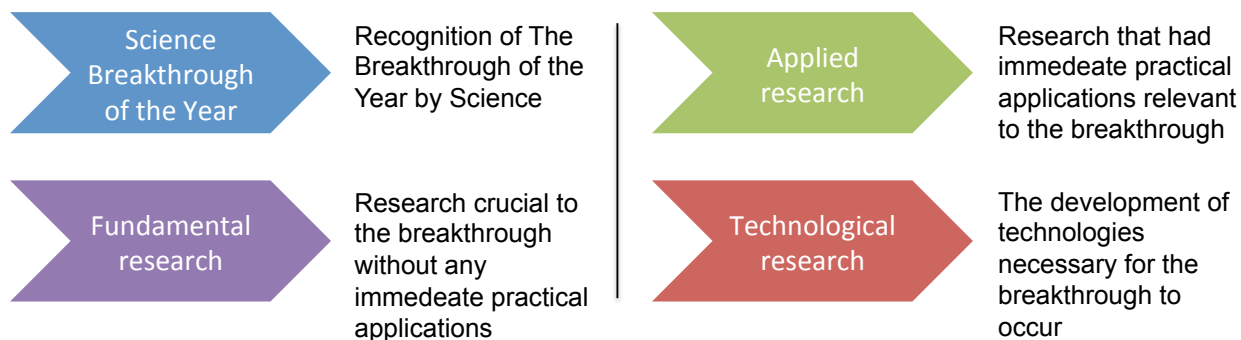 Science
Breakthrough
of the Year
Recognition of The
Breakthrough of the
Year by Science
Applied
research
Research that had
immedeate practical
applications relevant
to the breakthrough
Fundamental
research
Research crucial to
the breakthrough
without any
immedeate practical
applications
Technological
research
The development of
technologies
necessary for the
breakthrough to
occur